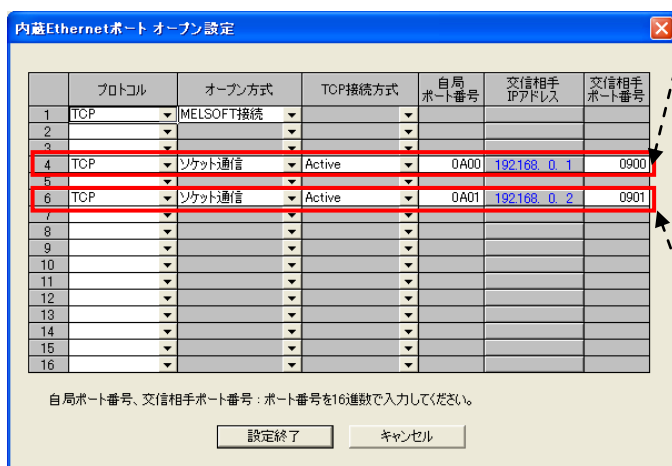 内蔵Ethernetポート オープン設定
プロトコル オープン方式 TCP接続方式 自局ポート番号 交信相手IPアドレス 交信相手ポート番号
1 TCP MELSOFT接続
2
3
4 TCP ソケット通信 Active 0A00 192.168. 0. 1 0900
5
6 TCP ソケット通信 Active 0A01 192.168. 0. 2 0901
7
8
9
10
11
12
13
14
15
16
自局ポート番号、交信相手ポート番号：ポート番号を16進数で入力してください。
設定終了 キャンセル